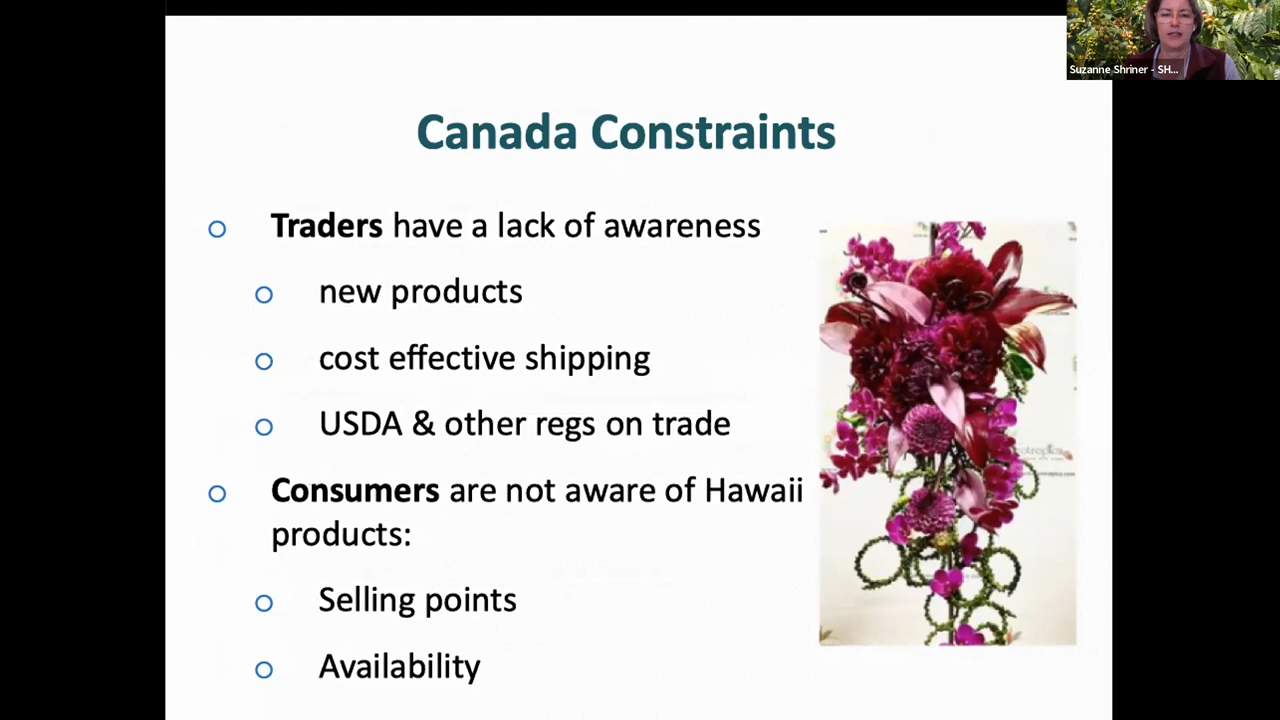 Suzanne Shriner - SH...
Canada Constraints
Traders have a lack of awareness
new products
cost effective shipping
USDA & other regs on trade
Consumers are not aware of Hawaii
products:
Selling points
Availability